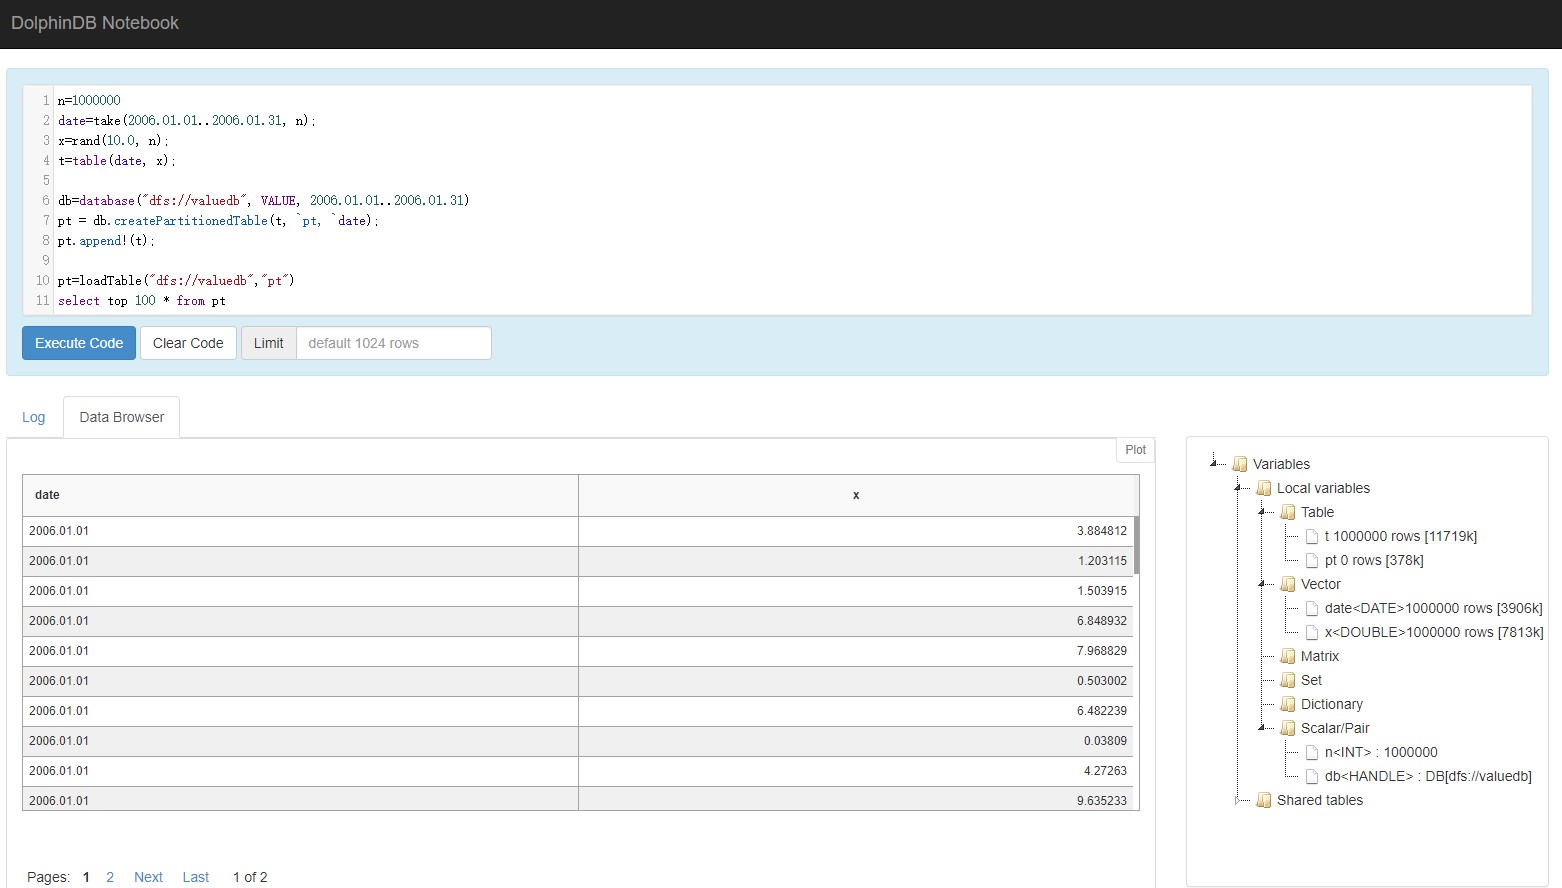 DolphinDB Notebook
1 n=1000000
2 date=take(2006.01.01..2006.01.31, n);
3 x=rand(10.0, n);
4 t=table(date, x);
5
6 db=database("dfs://valuedb", VALUE, 2006.01.01..2006.01.31)
7 pt = db.createPartitionedTable(t, `pt, `date);
8 pt.append!(t);
9
10 pt=loadTable("dfs://valuedb","pt")
11 select top 100 * from pt
Execute Code Clear Code Limit default 1024 rows
Log Data Browser
Plot
date x
2006.01.01 3.884812
2006.01.01 1.203115
2006.01.01 1.503915
2006.01.01 6.848932
2006.01.01 7.968829
2006.01.01 0.503002
2006.01.01 6.482239
2006.01.01 0.03809
2006.01.01 4.27263
2006.01.01 9.635233
Pages: 1 2 Next Last 1 of 2
Variables
Local variables
Table
t 1000000 rows [11719k]
pt 0 rows [378k]
Vector
date<DATE>1000000 rows [3906k]
x<DOUBLE>1000000 rows [7813k]
Matrix
Set
Dictionary
Scalar/Pair
n<INT> : 1000000
db<HANDLE> : DB[dfs://valuedb]
Shared tables